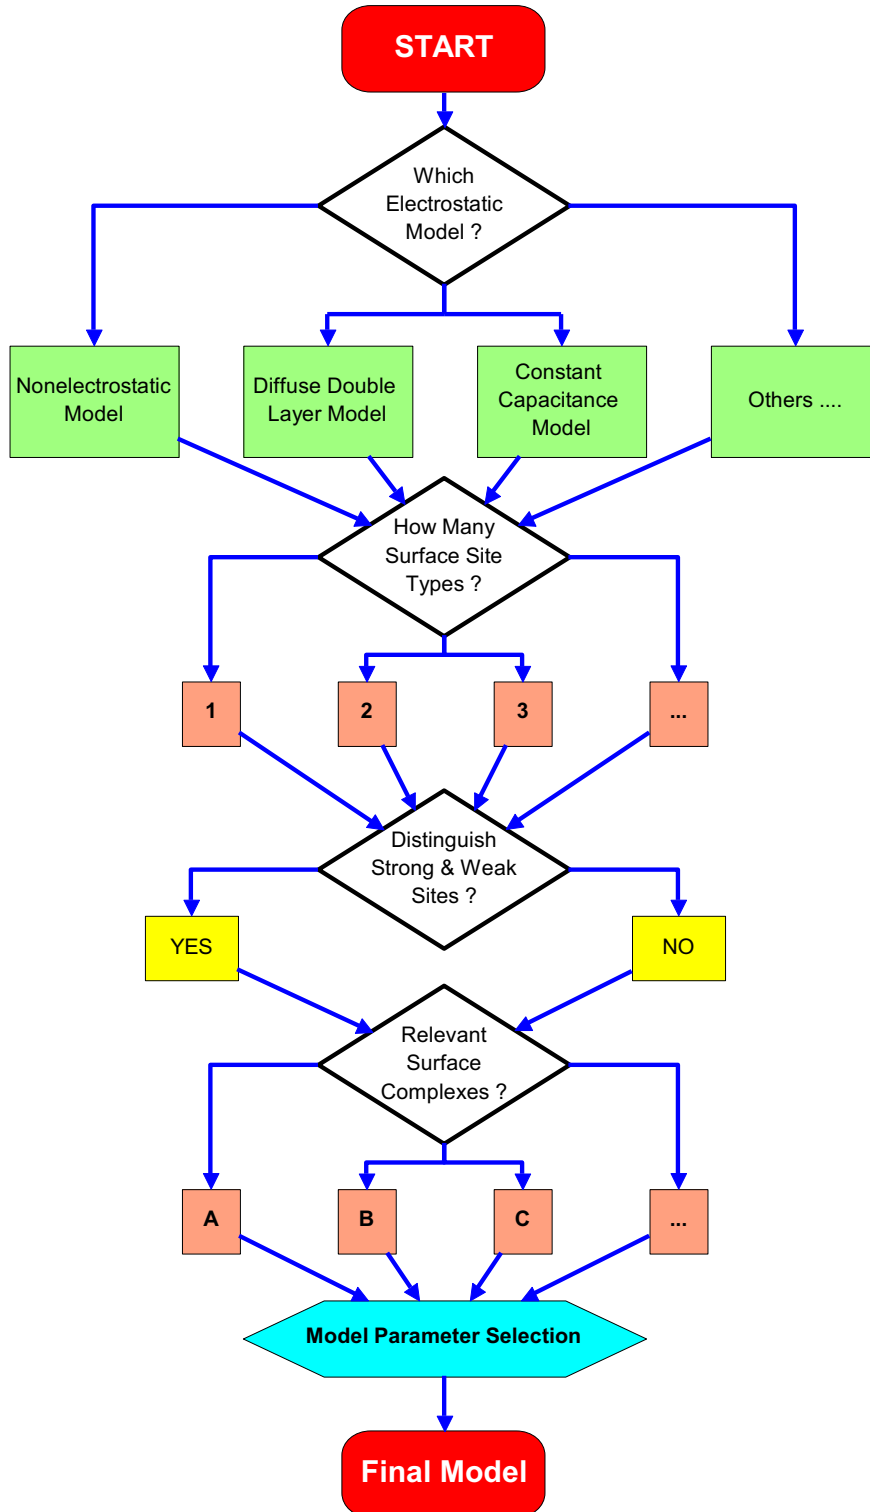 START
Which
Electrostatic
Model ?
Nonelectrostatic
Model
Diffuse Double
Layer Model
Constant
Capacitance
Model
Others ....
How Many
Surface Site
Types ?
1
2
3
...
Distinguish
Strong & Weak
Sites ?
YES
NO
Relevant
Surface
Complexes ?
A
B
C
...
Model Parameter Selection
Final Model